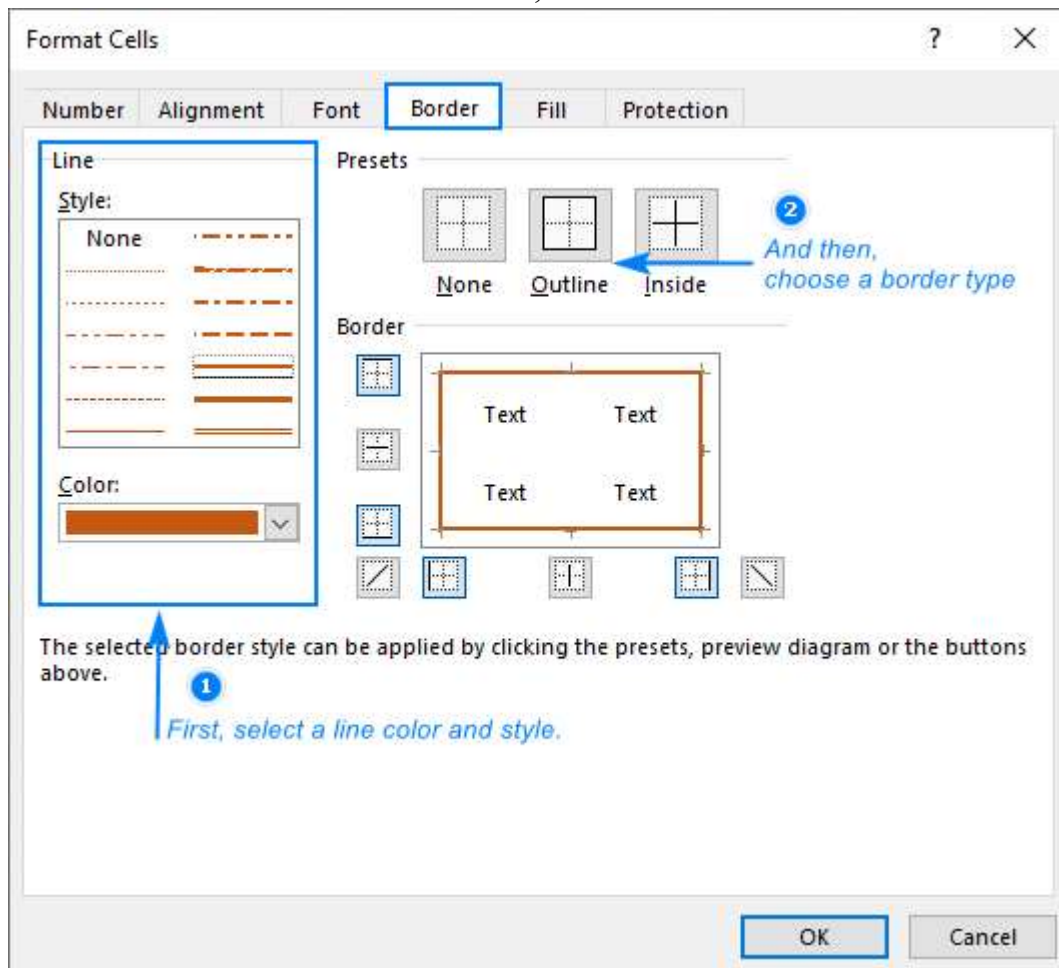 Format Cells ? X
Number Alignment Font Border Fill Protection
Line
Style:
None
Color:
Presets
None Outline Inside
2
And then,
choose a border type
Border
Text Text
Text Text
The selected border style can be applied by clicking the presets, preview diagram or the buttons
above.
1
First, select a line color and style.
OK Cancel